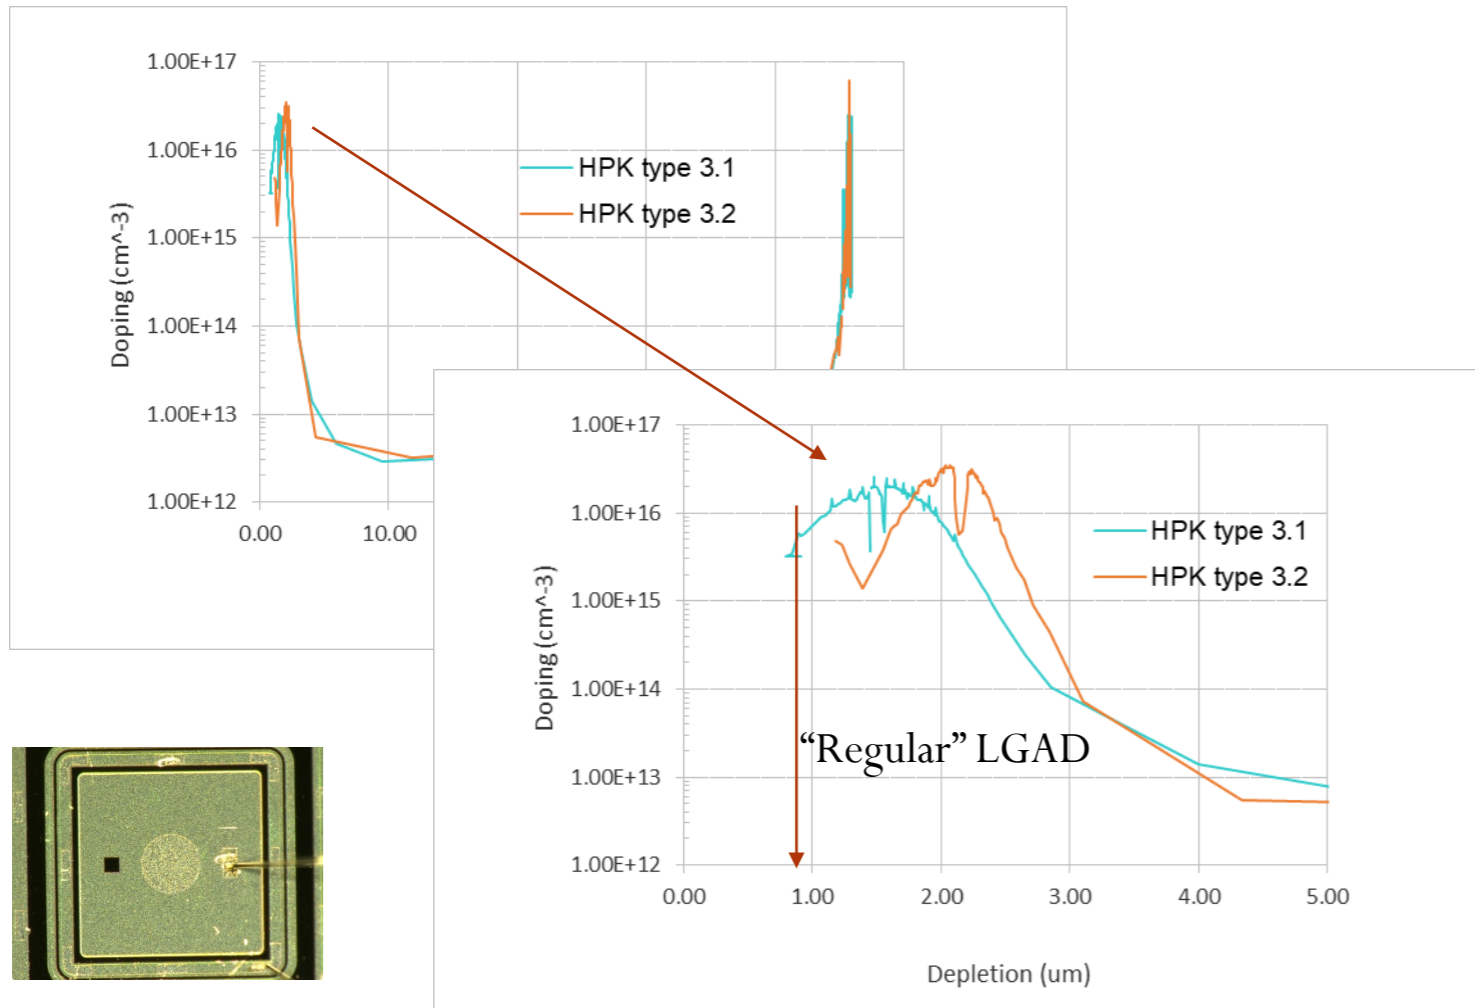 1.00E+17
1.00E+16
1.00E+15
1.00E+14
1.00E+13
1.00E+12
Doping (cm^-3)
HPK type 3.1
HPK type 3.2
0.00
10.00
1.00E+17
1.00E+16
1.00E+15
1.00E+14
1.00E+13
1.00E+12
Doping (cm^-3)
HPK type 3.1
HPK type 3.2
“Regular” LGAD
0.00 1.00 2.00 3.00 4.00 5.00
Depletion (um)